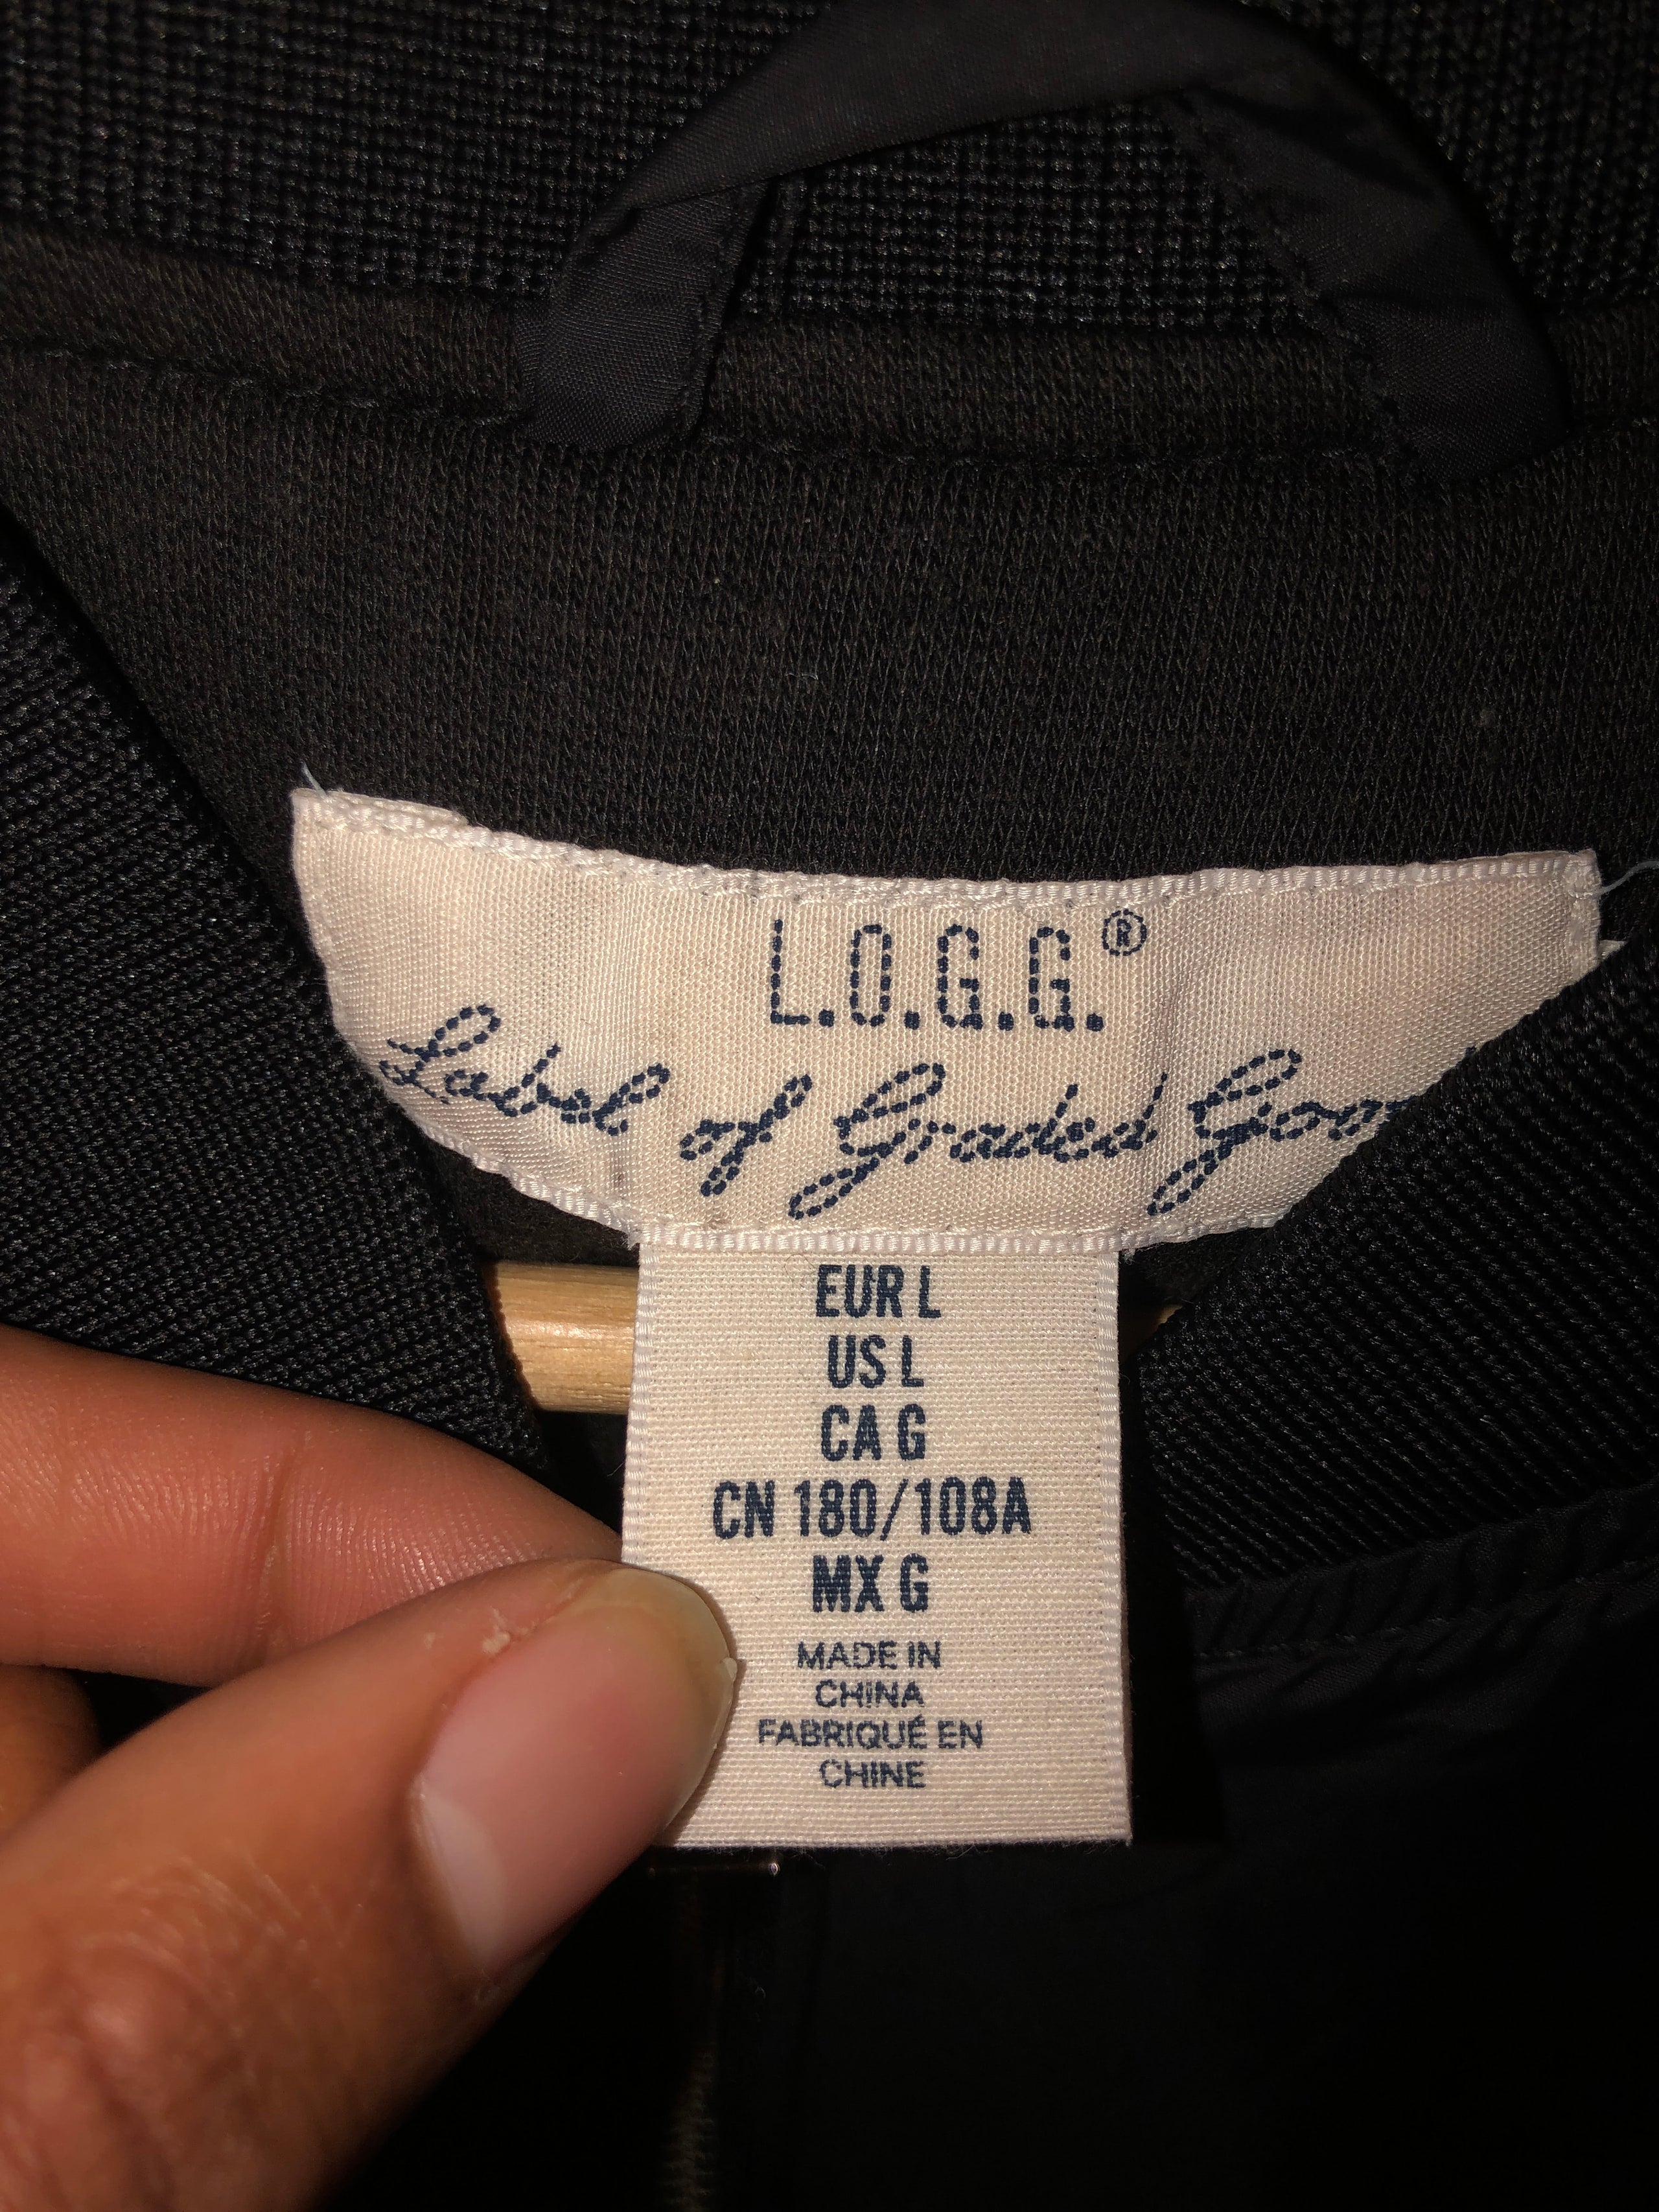 L.O.G.G.®
Label of Graded
EUR L
US L
CA G
CN 180/108A
MX G
MADE IN
CHINA
FABRIQUÉ EN
CHINE